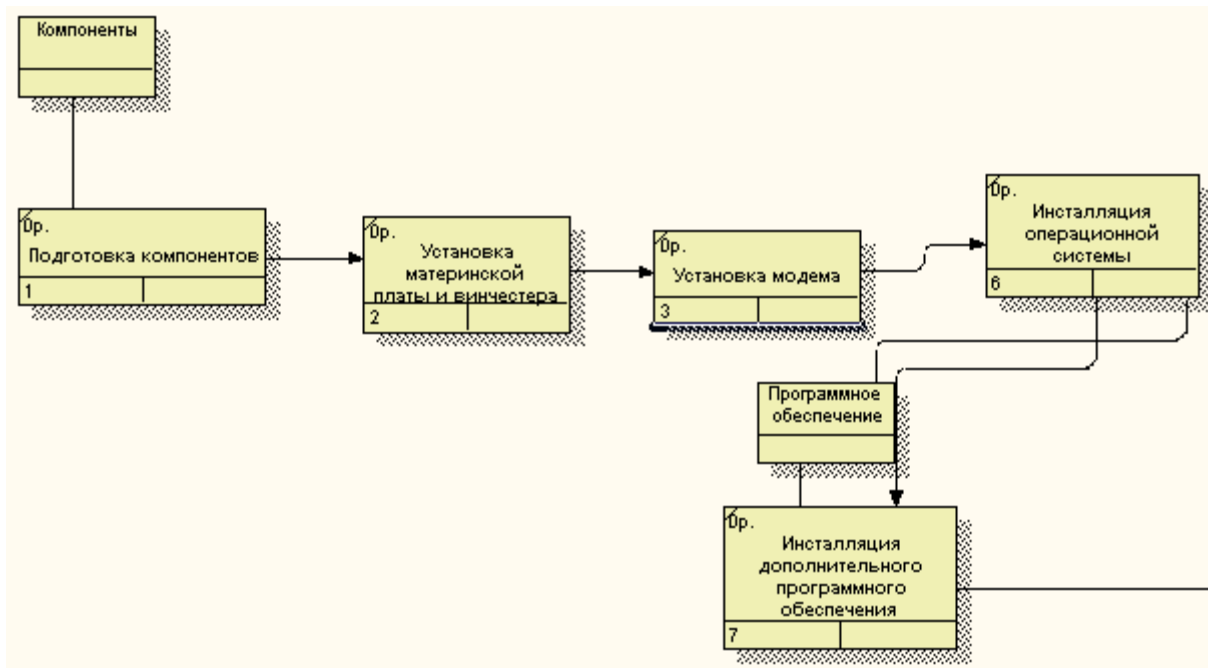 Компоненты
0р.
Подготовка компонентов
1
0р.
Установка
материнской
платы и винчестера
2
0р.
Установка модема
3
0р.
Инсталляция
операционной
системы
6
Программное
обеспечение
0р.
Инсталляция
дополнительного
программного
обеспечения
7